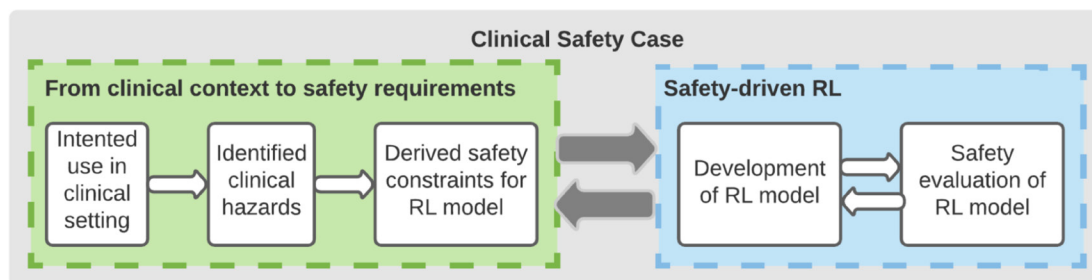 Clinical Safety Case
From clinical context to safety requirements
Intented
use in
clinical
setting
Identified
clinical
hazards
Derived safety
constraints for
RL model
Safety-driven RL
Development
of RL model
Safety
evaluation of
RL model